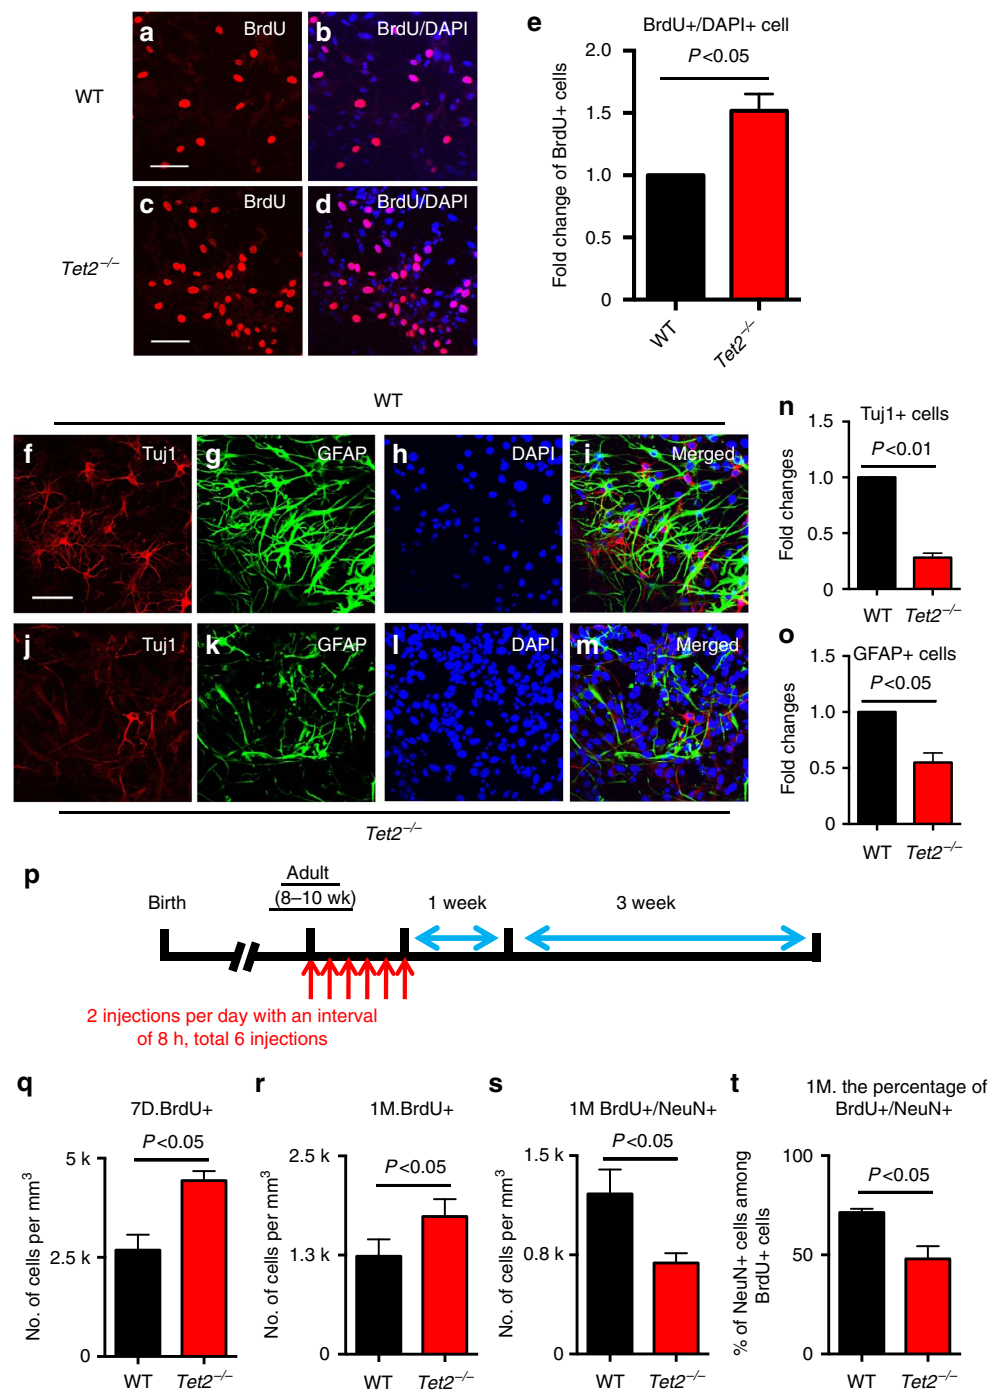 a BrdU
b BrdU/DAPI
WT
c BrdU
d BrdU/DAPI
Tet2−/−
e
BrdU+/DAPI+ cell
P<0.05
Fold change of BrdU+ cells
2.0
1.5
1.0
0.5
0
WT
Tet2−/−
WT
f Tuj1
g GFAP
h DAPI
i Merged
j Tuj1
k GFAP
l DAPI
m Merged
Tet2−/−
n
Tuj1+ cells
P<0.01
Fold changes
1.5
1.0
0.5
0
WT Tet2−/−
o
GFAP+ cells
P<0.05
Fold changes
1.5
1.0
0.5
0
WT Tet2−/−
p
Birth
Adult
(8–10 wk)
1 week
3 week
2 injections per day with an interval
of 8 h, total 6 injections
q
7D.BrdU+
P<0.05
No. of cells per mm3
5 k
2.5 k
0
WT Tet2−/−
r
1M.BrdU+
P<0.05
No. of cells per mm3
2.5 k
1.3 k
0
WT Tet2−/−
s
1M BrdU+/NeuN+
P<0.05
No. of cells per mm3
1.5 k
0.8 k
0
WT Tet2−/−
t
1M. the percentage of
BrdU+/NeuN+
P<0.05
% of NeuN+ cells among
BrdU+ cells
100
50
0
WT Tet2−/−